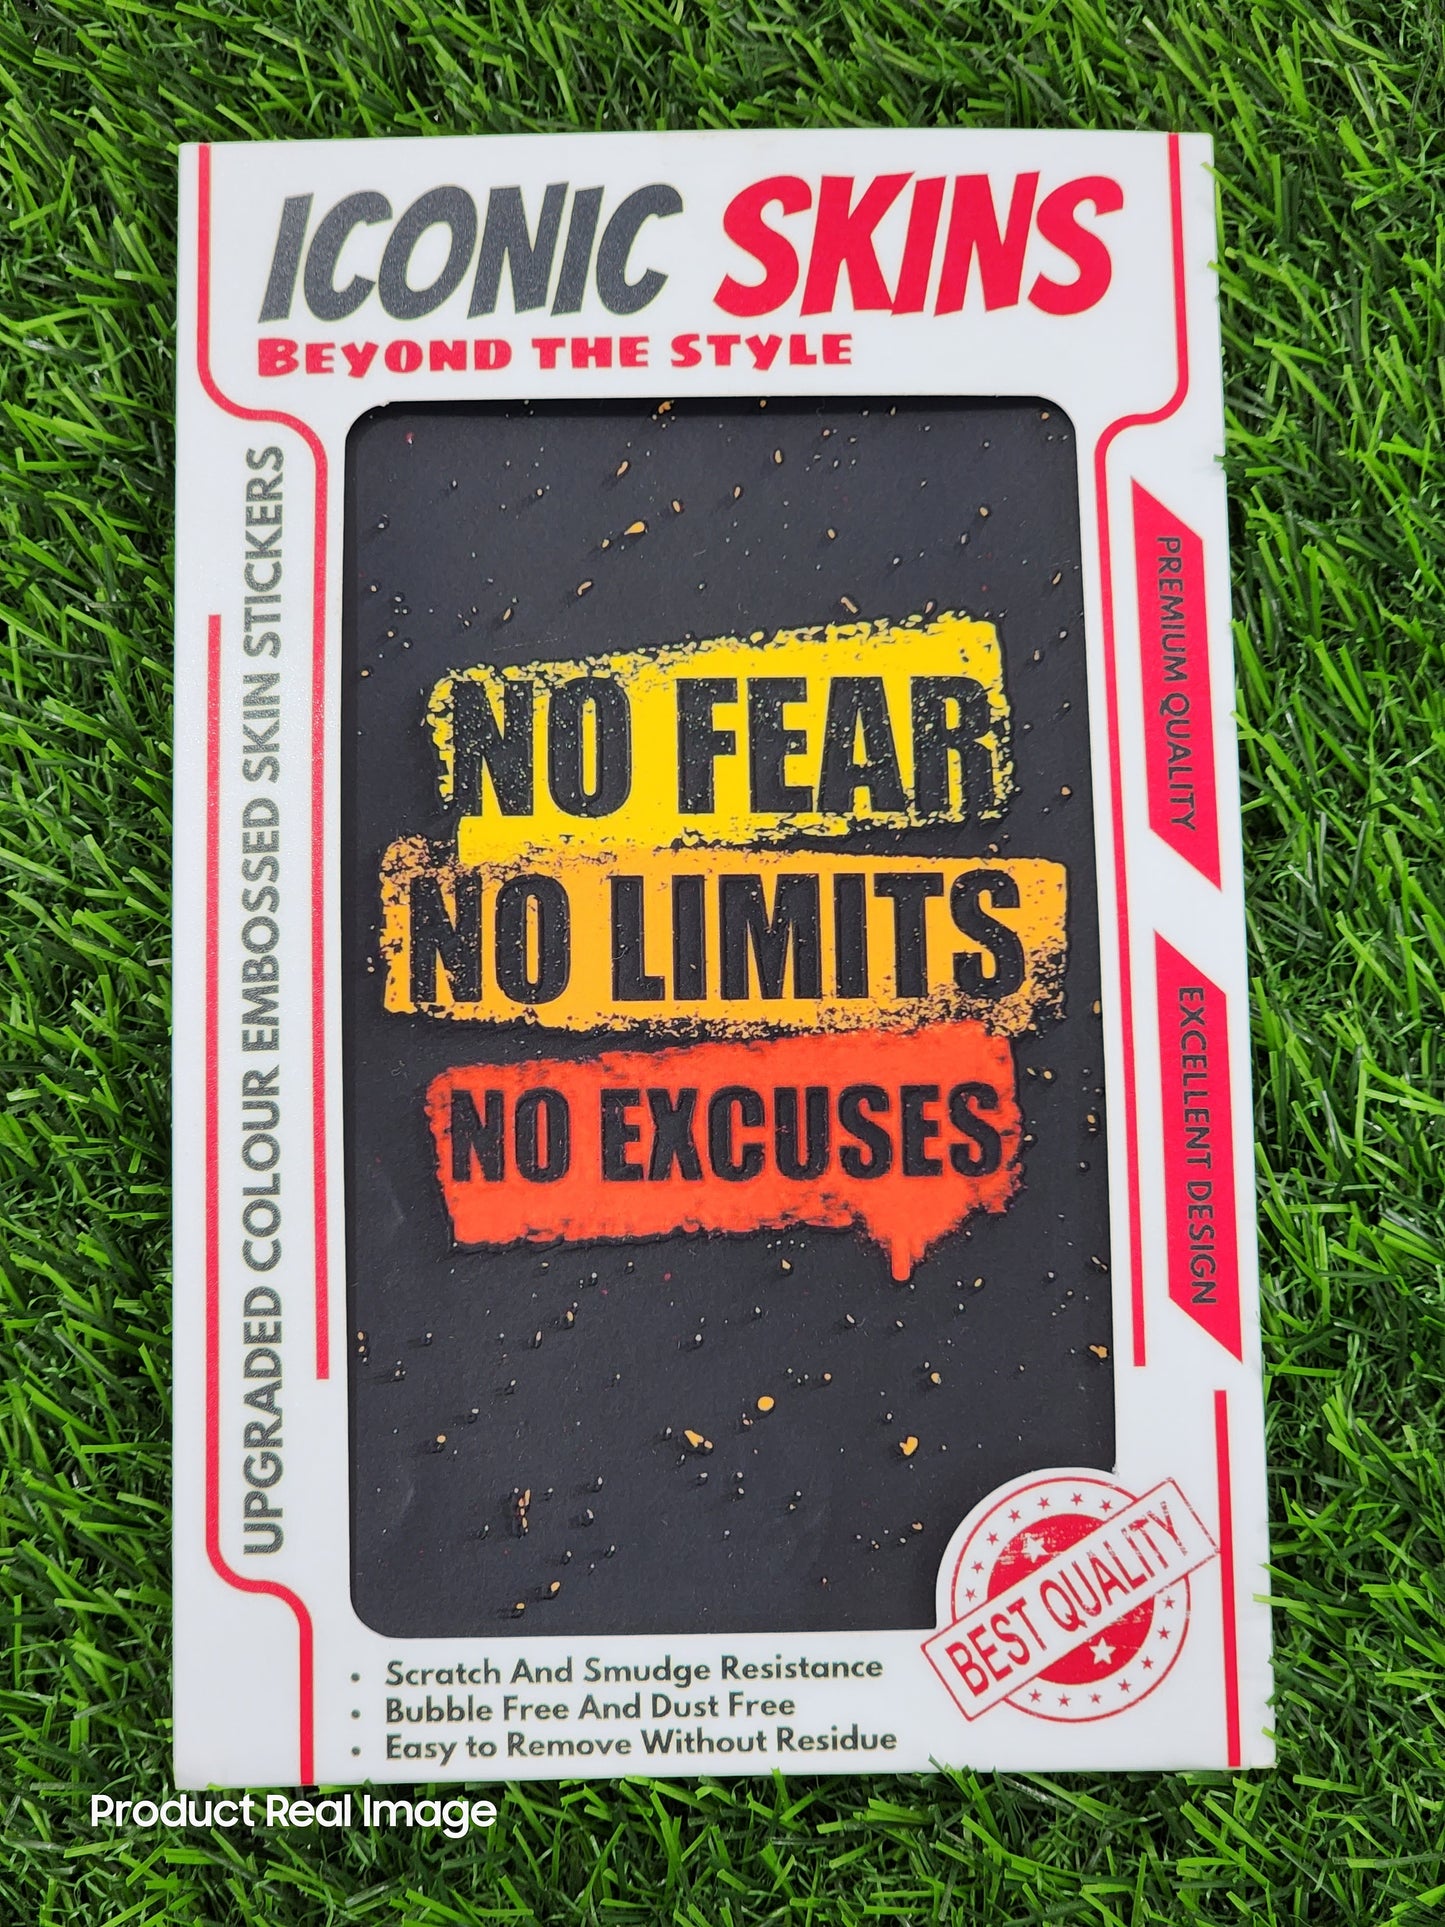 ICONIC SKINS
BEYOND THE STYLE
UPGRADED COLOUR EMBOSSED SKIN STICKERS
NO FEAR
NO LIMITS
NO EXCUSES
PREMIUM QUALITY
EXCELLENT DESIGN
BEST QUALITY
• Scratch And Smudge Resistance
• Bubble Free And Dust Free
• Easy to Remove Without Residue
Product Real Image